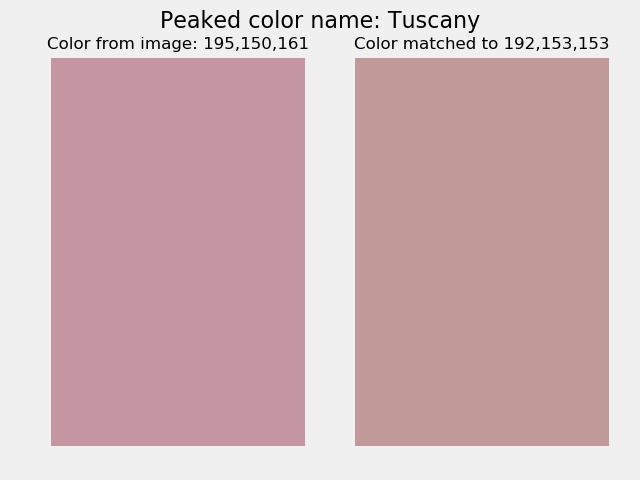 Peaked color name: Tuscany
Color from image: 195,150,161
Color matched to 192,153,153